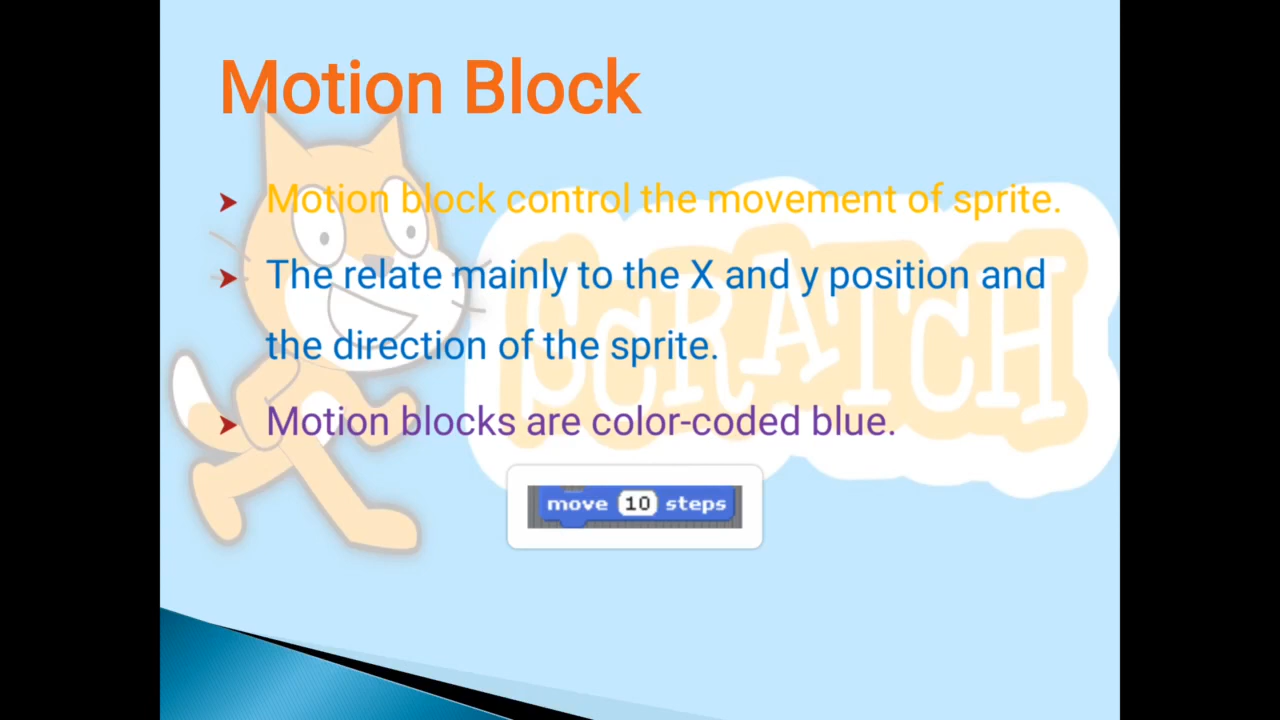 Motion Block
Motion block control the movement of sprite.
The relate mainly to the X and y position and
the direction of the sprite.
SCRATCH
Motion blocks are color-coded blue.
move 10 steps